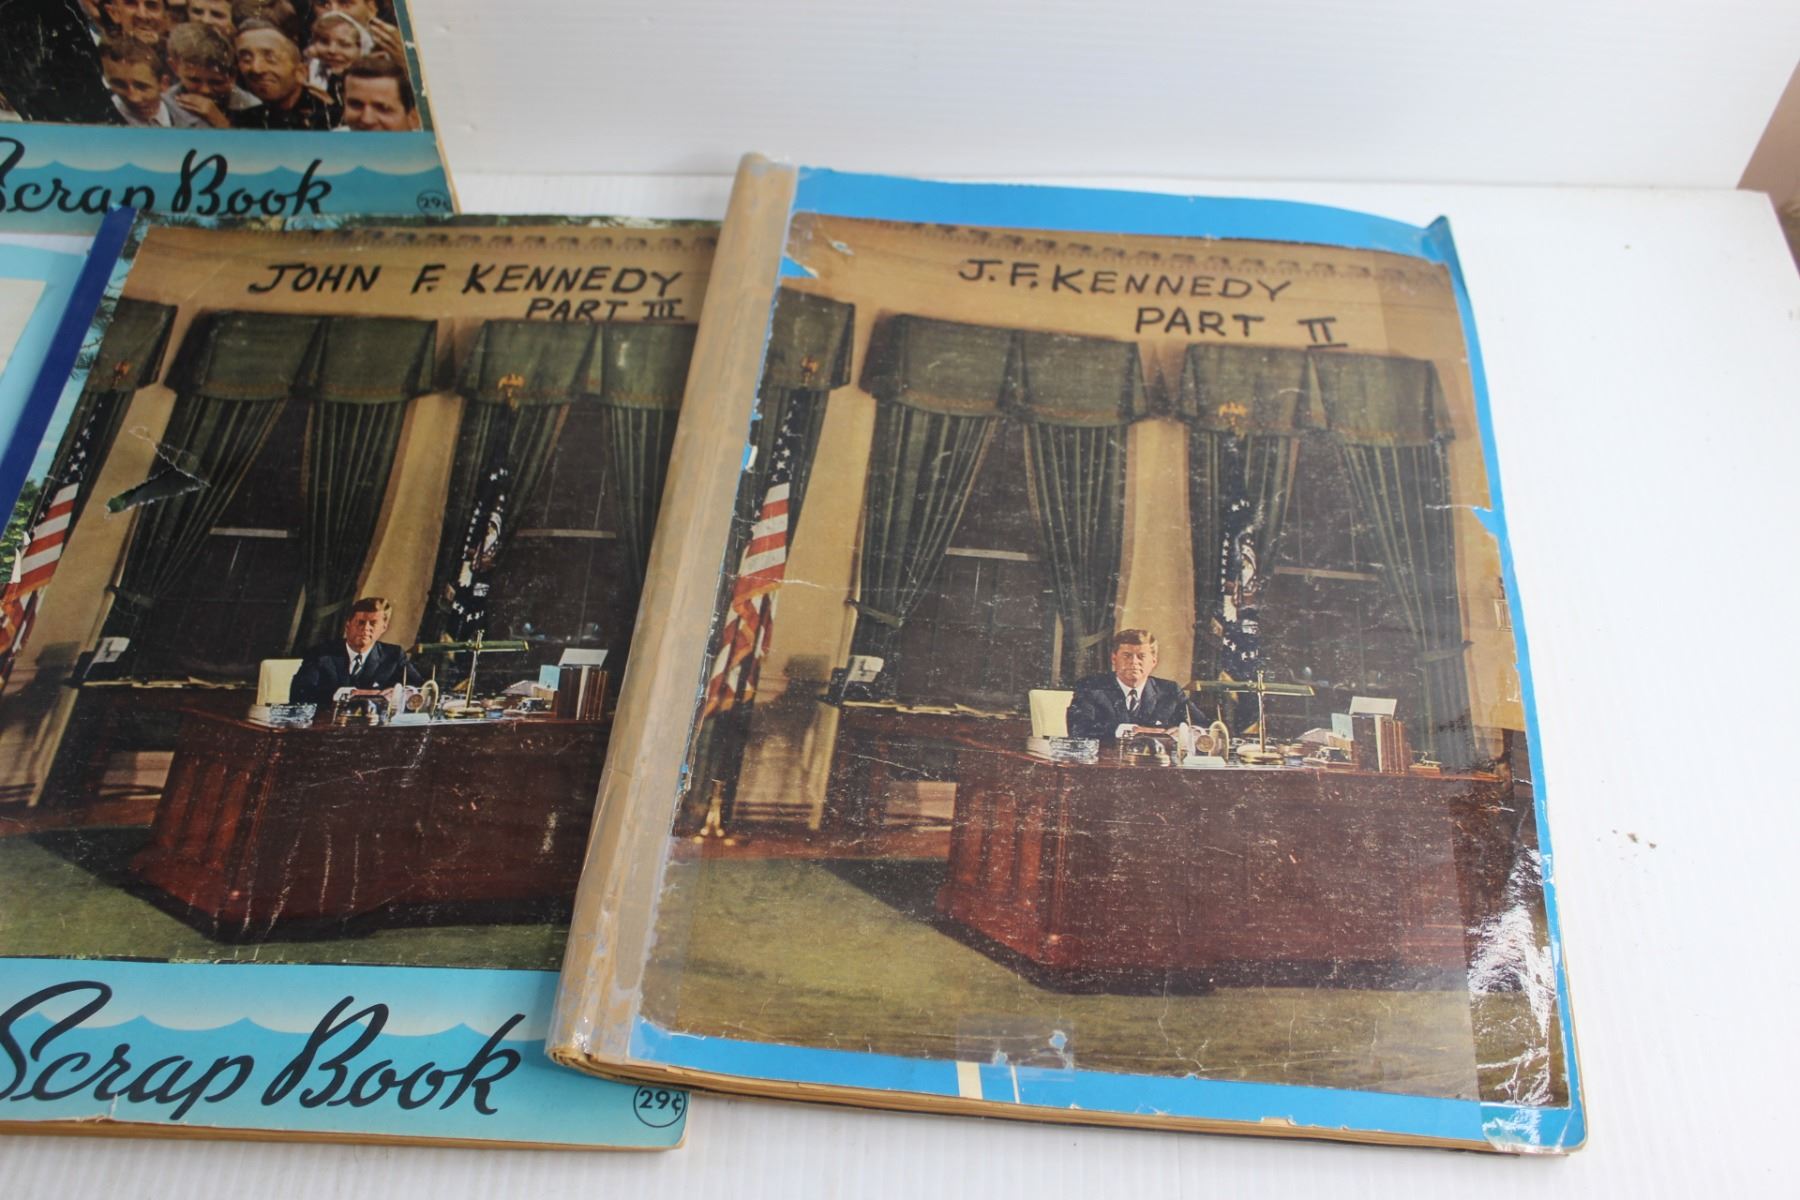 Scrap Book
29¢
JOHN F. KENNEDY
PART III
Scrap Book
29¢
J. F. KENNEDY
PART II